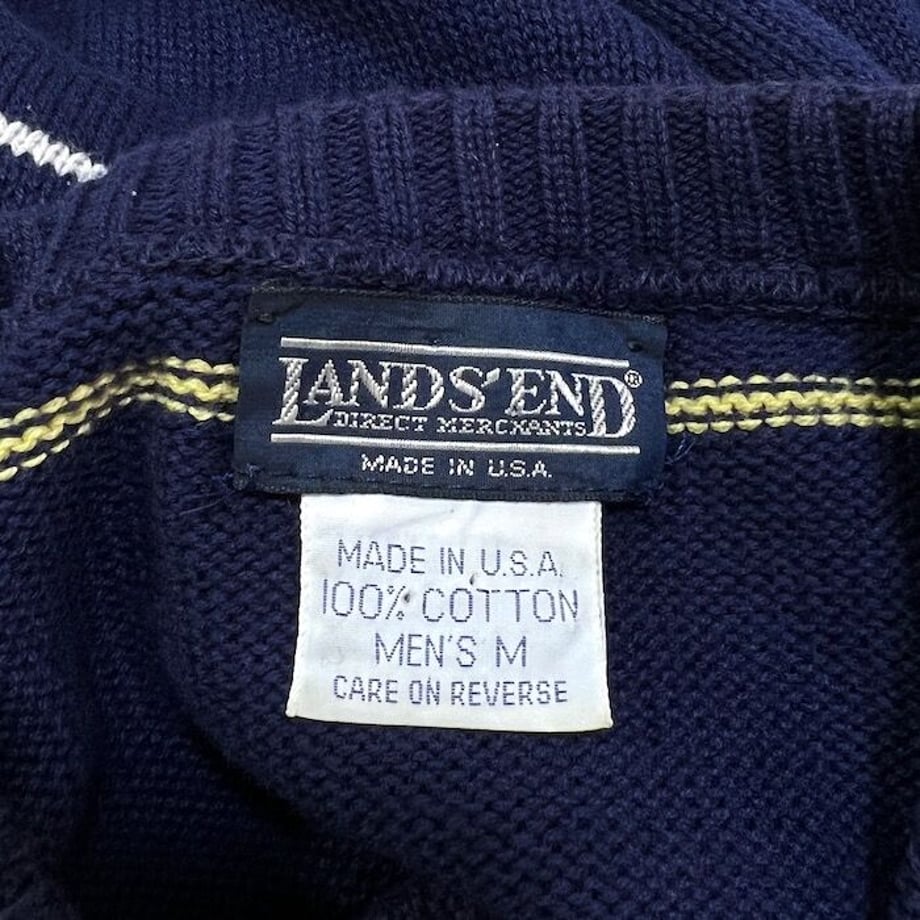 LANDS' END®
DIRECT MERCHANTS
MADE IN U.S.A.
MADE IN U.S.A.
100% COTTON
MEN'S M
CARE ON REVERSE